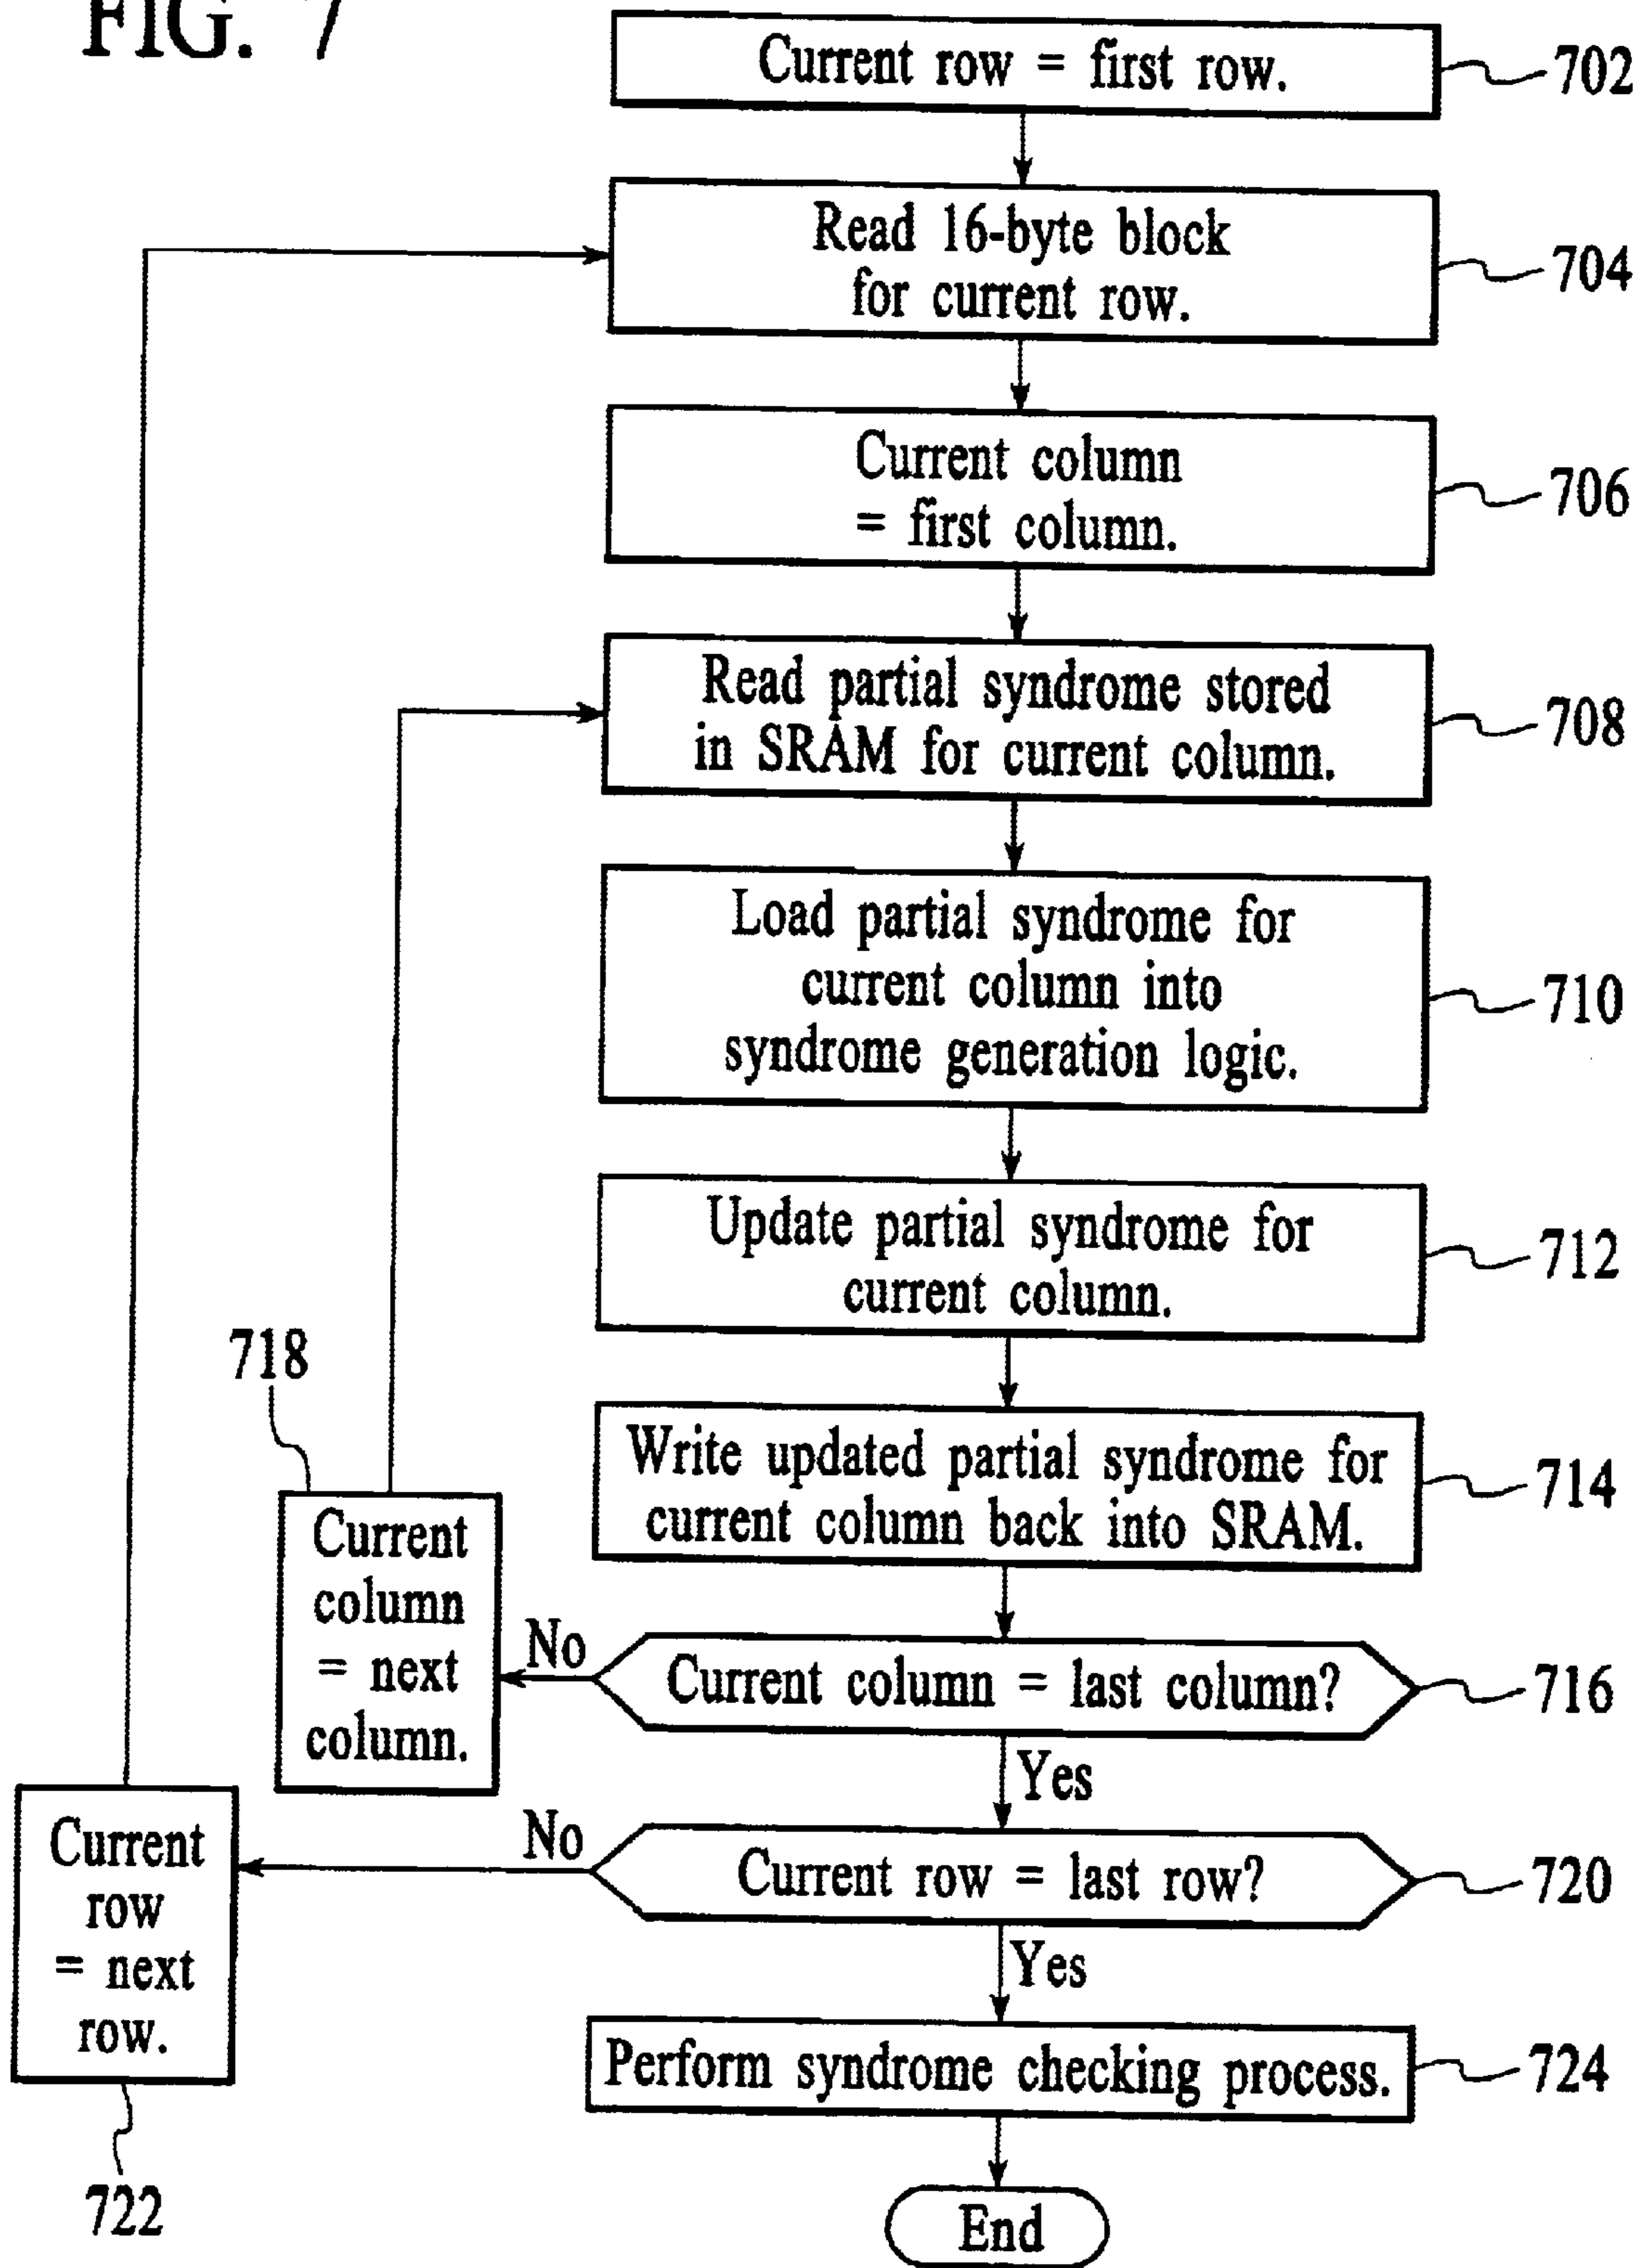 FIG. 7
Current row = first row.
702
Read 16-byte block
for current row.
704
Current column
= first column.
706
Read partial syndrome stored
in SRAM for current column.
708
Load partial syndrome for
current column into
syndrome generation logic.
710
Update partial syndrome for
current column.
712
718
Write updated partial syndrome for
current column back into SRAM.
714
Current
column
= next
column.
No
Current column = last column?
716
Yes
Current
row
= next
row.
No
Current row = last row?
720
Yes
Perform syndrome checking process.
724
722
End